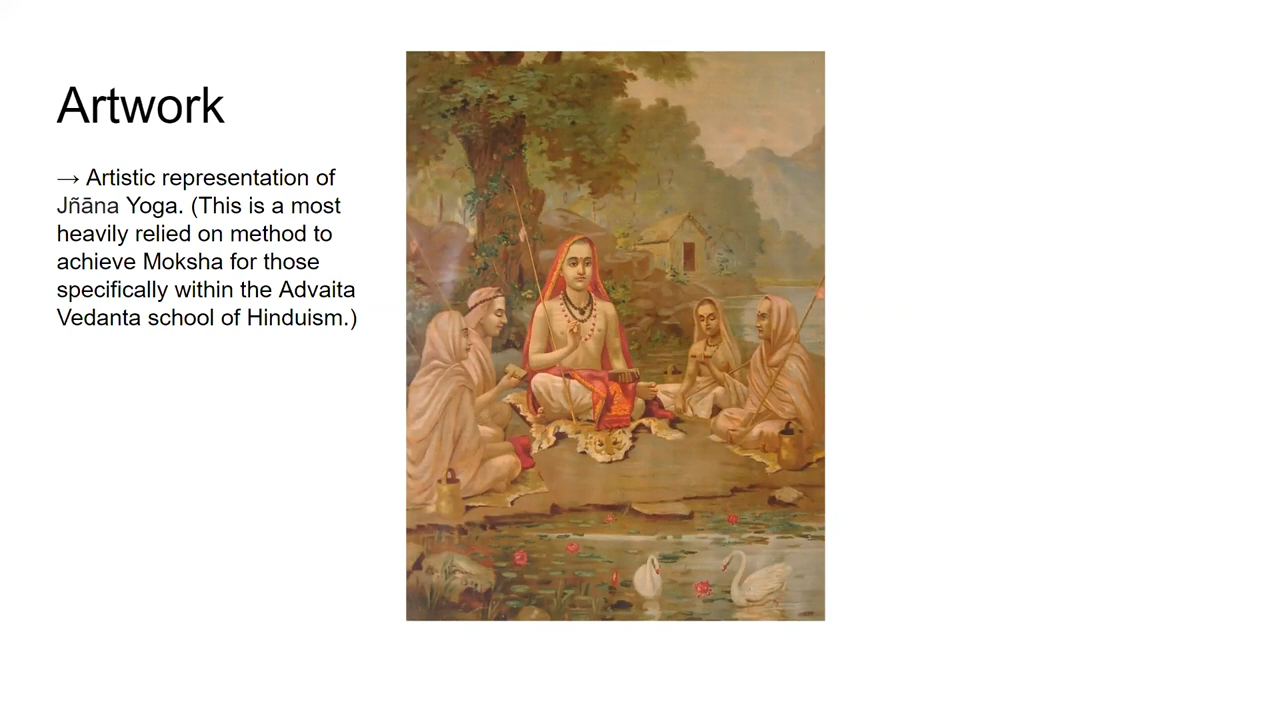 Artwork
→ Artistic representation of
Jñāna Yoga. (This is a most
heavily relied on method to
achieve Moksha for those
specifically within the Advaita
Vedanta school of Hinduism.)